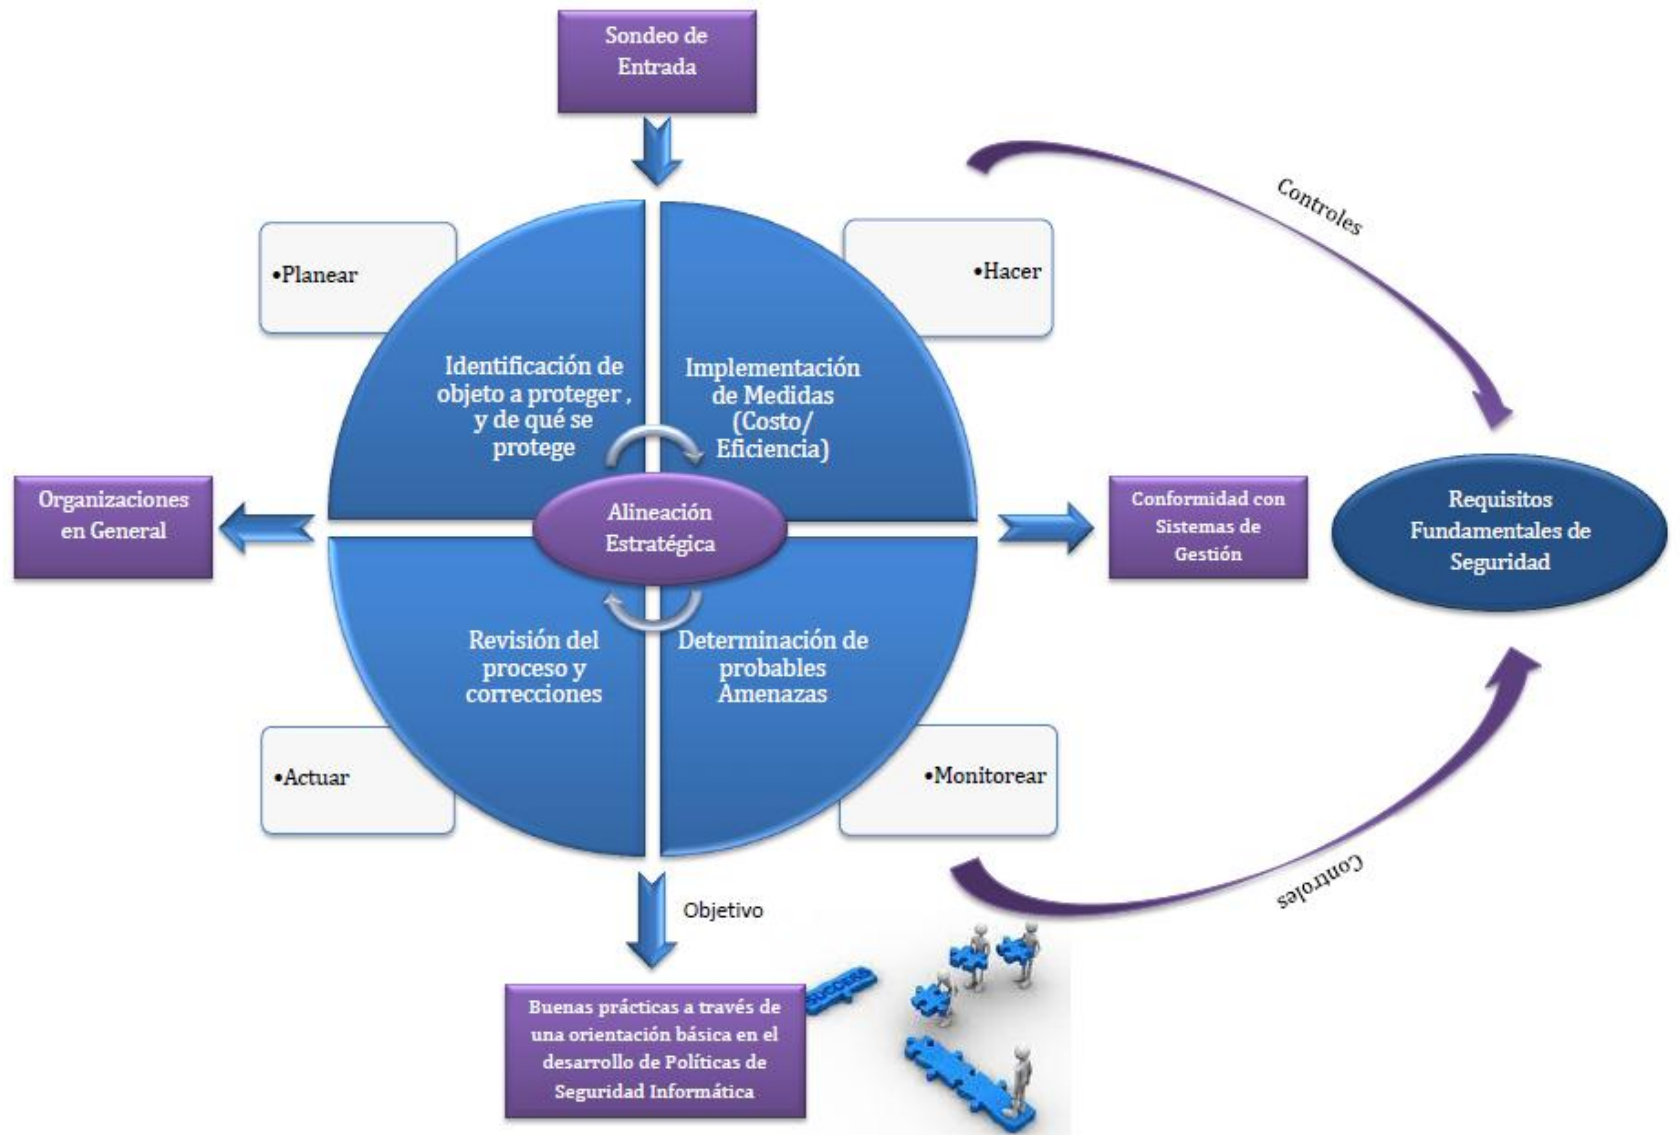 Sondeo de
Entrada
Controles
•Planear
•Hacer
Identificación de
objeto a proteger ,
y de qué se
protege
Implementación
de Medidas
(Costo/
Eficiencia)
Organizaciones
en General
Alineación
Estratégica
Conformidad con
Sistemas de
Gestión
Requisitos
Fundamentales de
Seguridad
Revisión del
proceso y
correcciones
Determinación de
probables
Amenazas
•Actuar
•Monitorear
Controles
Objetivo
Buenas prácticas a través de
una orientación básica en el
desarrollo de Políticas de
Seguridad Informática
SUCCESS